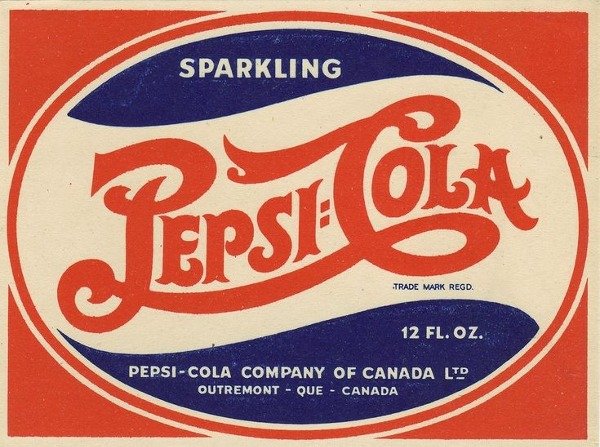 SPARKLING
PEPSI:COLA
TRADE MARK REGD.
12 FL. OZ.
PEPSI-COLA COMPANY OF CANADA LTD
OUTREMONT - QUE - CANADA